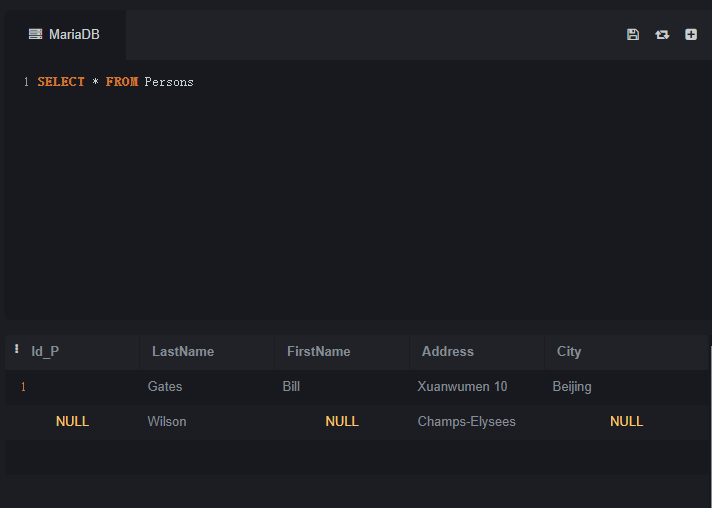 MariaDB
1 SELECT * FROM Persons
Id_P LastName FirstName Address City
1 Gates Bill Xuanwumen 10 Beijing
NULL Wilson NULL Champs-Elysees NULL